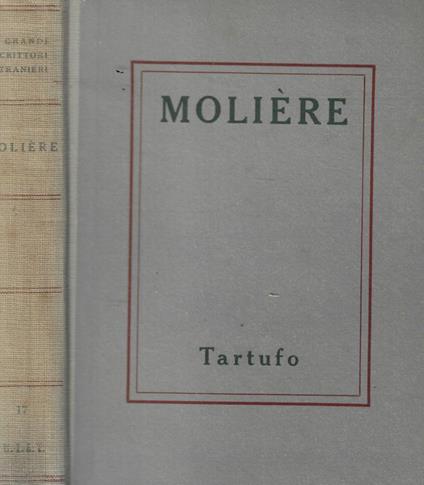 GRANDI
CRITTORI
TRANIERI
OLIÈRE
17
MOLIÈRE
Tartufo